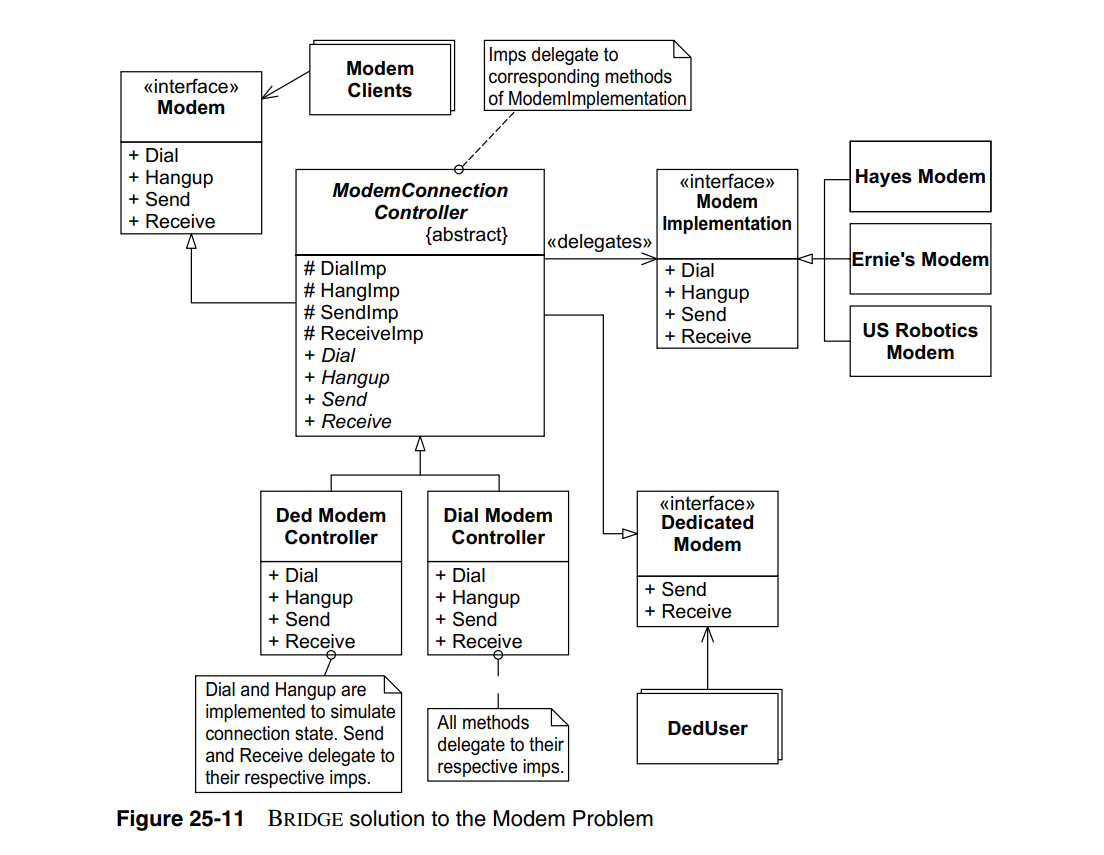 «interface»
Modem
+ Dial
+ Hangup
+ Send
+ Receive
Modem
Clients
Imps delegate to
corresponding methods
of ModemImplementation
ModemConnection
Controller
{abstract}
# DialImp
# HangImp
# SendImp
# ReceiveImp
+ Dial
+ Hangup
+ Send
+ Receive
«delegates»
«interface»
Modem
Implementation
+ Dial
+ Hangup
+ Send
+ Receive
Hayes Modem
Ernie's Modem
US Robotics
Modem
Ded Modem
Controller
+ Dial
+ Hangup
+ Send
+ Receive
Dial Modem
Controller
+ Dial
+ Hangup
+ Send
+ Receive
«interface»
Dedicated
Modem
+ Send
+ Receive
Dial and Hangup are
implemented to simulate
connection state. Send
and Receive delegate to
their respective imps.
All methods
delegate to their
respective imps.
DedUser
Figure 25-11 BRIDGE solution to the Modem Problem